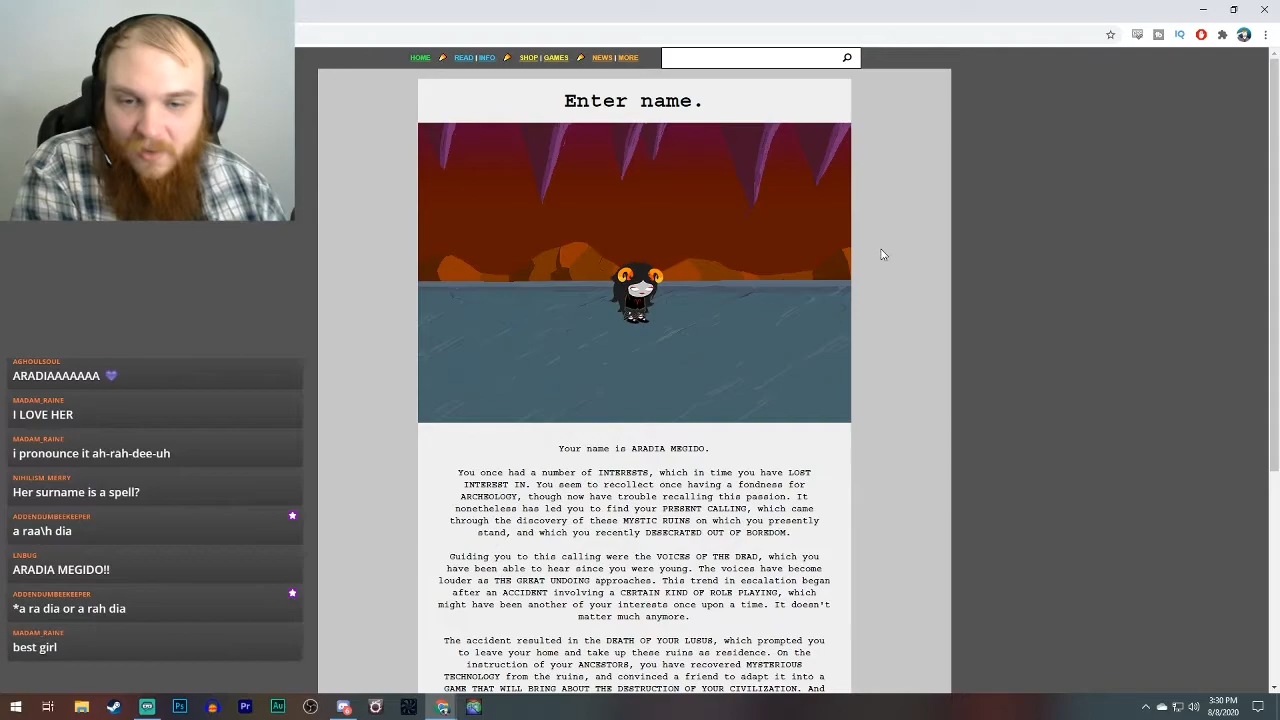 HOME READ | INFO SHOP | GAMES NEWS | MORE
Enter name.
Your name is ARADIA MEGIDO.
You once had a number of INTERESTS, which in time you have LOST
INTEREST IN. You seem to recollect once having a fondness for
ARCHEOLOGY, though now have trouble recalling this passion. It
nonetheless has led you to find your PRESENT CALLING, which came
through the discovery of these MYSTIC RUINS on which you presently
stand, and which you recently DESECRATED OUT OF BOREDOM.
Guiding you to this calling were the VOICES OF THE DEAD, which you
have been able to hear since you were young. The voices have become
louder as THE GREAT UNDOING approaches. This trend in escalation began
after an ACCIDENT involving a CERTAIN KIND OF ROLE PLAYING, which
might have been another of your interests once upon a time. It doesn't
matter much anymore.
The accident resulted in the DEATH OF YOUR LUSUS, which prompted you
to leave your home and take up these ruins as residence. On the
instruction of your ANCESTORS, you have recovered MYSTERIOUS
TECHNOLOGY from the ruins, and convinced a friend to adapt it into a
GAME THAT WILL BRING ABOUT THE DESTRUCTION OF YOUR CIVILIZATION. And
AGHOULSOUL
ARADIAAAAAAA 💜
MADAM_RAINE
I LOVE HER
MADAM_RAINE
i pronounce it ah-rah-dee-uh
NIHILISM_MERRY
Her surname is a spell?
ADDENDUMBEEKEEPER
a raa\h dia
LNBUG
ARADIA MEGIDO!!
ADDENDUMBEEKEEPER
*a ra dia or a rah dia
MADAM_RAINE
best girl
IQ
Ps
Pr
Au
3:30 PM
8/8/2020